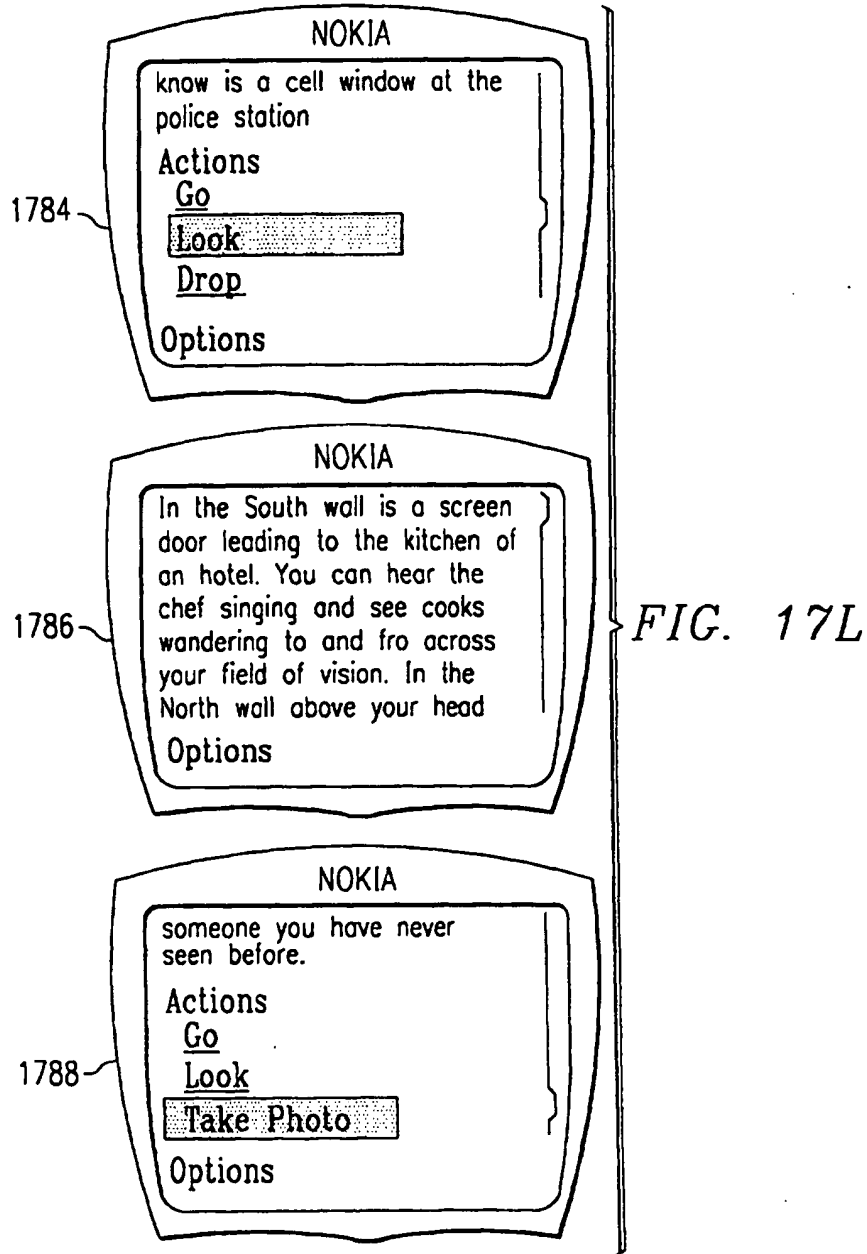 NOKIA
know is a cell window at the
police station
Actions
Go
Look
Drop
Options
1784
NOKIA
In the South wall is a screen
door leading to the kitchen of
an hotel. You can hear the
chef singing and see cooks
wandering to and fro across
your field of vision. In the
North wall above your head
Options
1786
FIG. 17L
NOKIA
someone you have never
seen before.
Actions
Go
Look
Take Photo
Options
1788